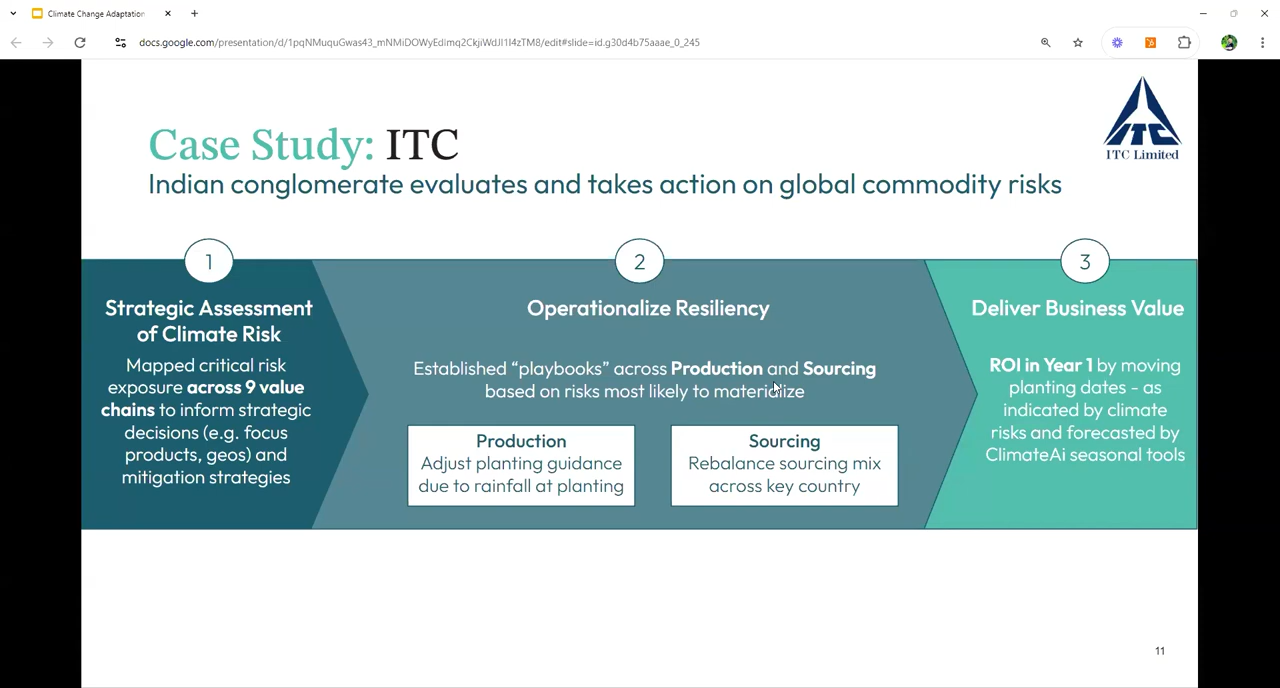 Climate Change Adaptation
docs.google.com/presentation/d/1pqNMuquGwas43_mNMiDOWyEdImq2CkjiWdJI1I4zTM8/edit#slide=id.g30d4b75aaae_0_245
ITC
ITC Limited
Case Study: ITC
Indian conglomerate evaluates and takes action on global commodity risks
1
Strategic Assessment
of Climate Risk
Mapped critical risk
exposure across 9 value
chains to inform strategic
decisions (e.g. focus
products, geos) and
mitigation strategies
2
Operationalize Resiliency
Established “playbooks” across Production and Sourcing
based on risks most likely to materialize
Production
Adjust planting guidance
due to rainfall at planting
Sourcing
Rebalance sourcing mix
across key country
3
Deliver Business Value
ROI in Year 1 by moving
planting dates - as
indicated by climate
risks and forecasted by
ClimateAi seasonal tools
11